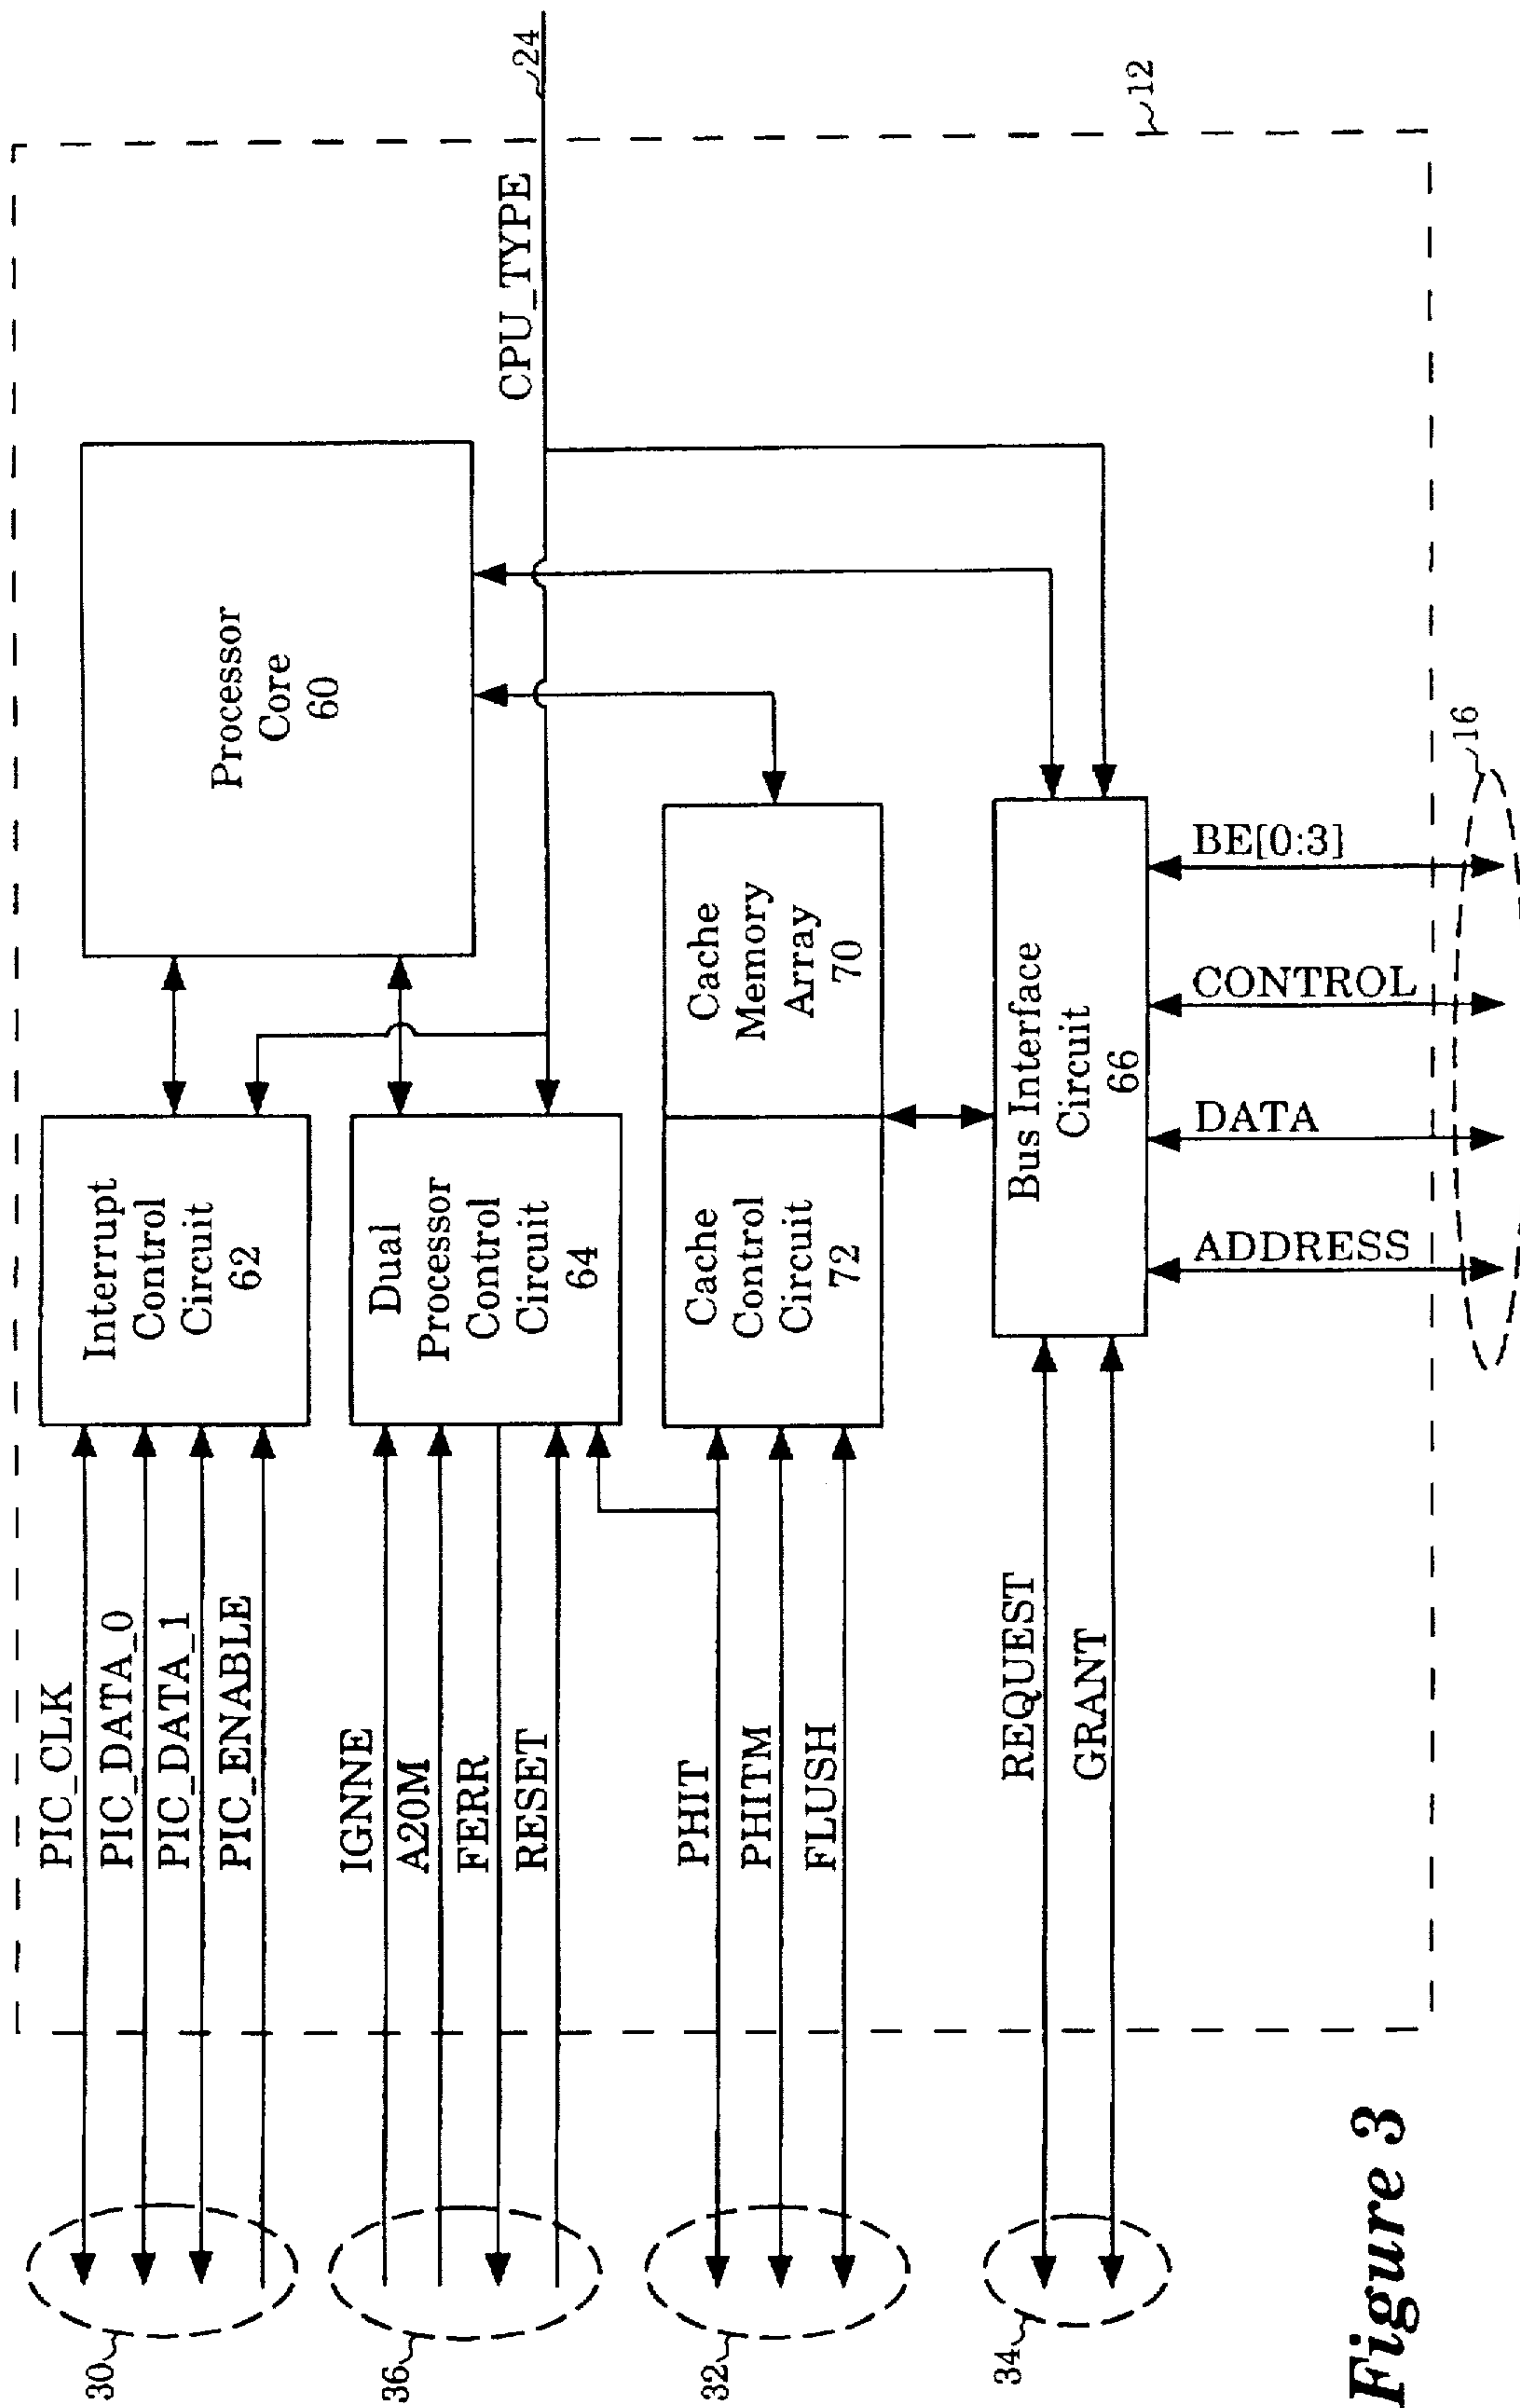 PIC_CLK
PIC_DATA_0
PIC_DATA_1
PIC_ENABLE
30
Interrupt
Control
Circuit
62
Processor
Core
60
IGNNE
A20M
FERR
RESET
36
Dual
Processor
Control
Circuit
64
CPU_TYPE
24
PHIT
PHITM
FLUSH
32
Cache
Control
Circuit
72
Cache
Memory
Array
70
REQUEST
GRANT
34
Bus Interface
Circuit
66
ADDRESS
DATA
CONTROL
BE[0:3]
12
16
Figure 3